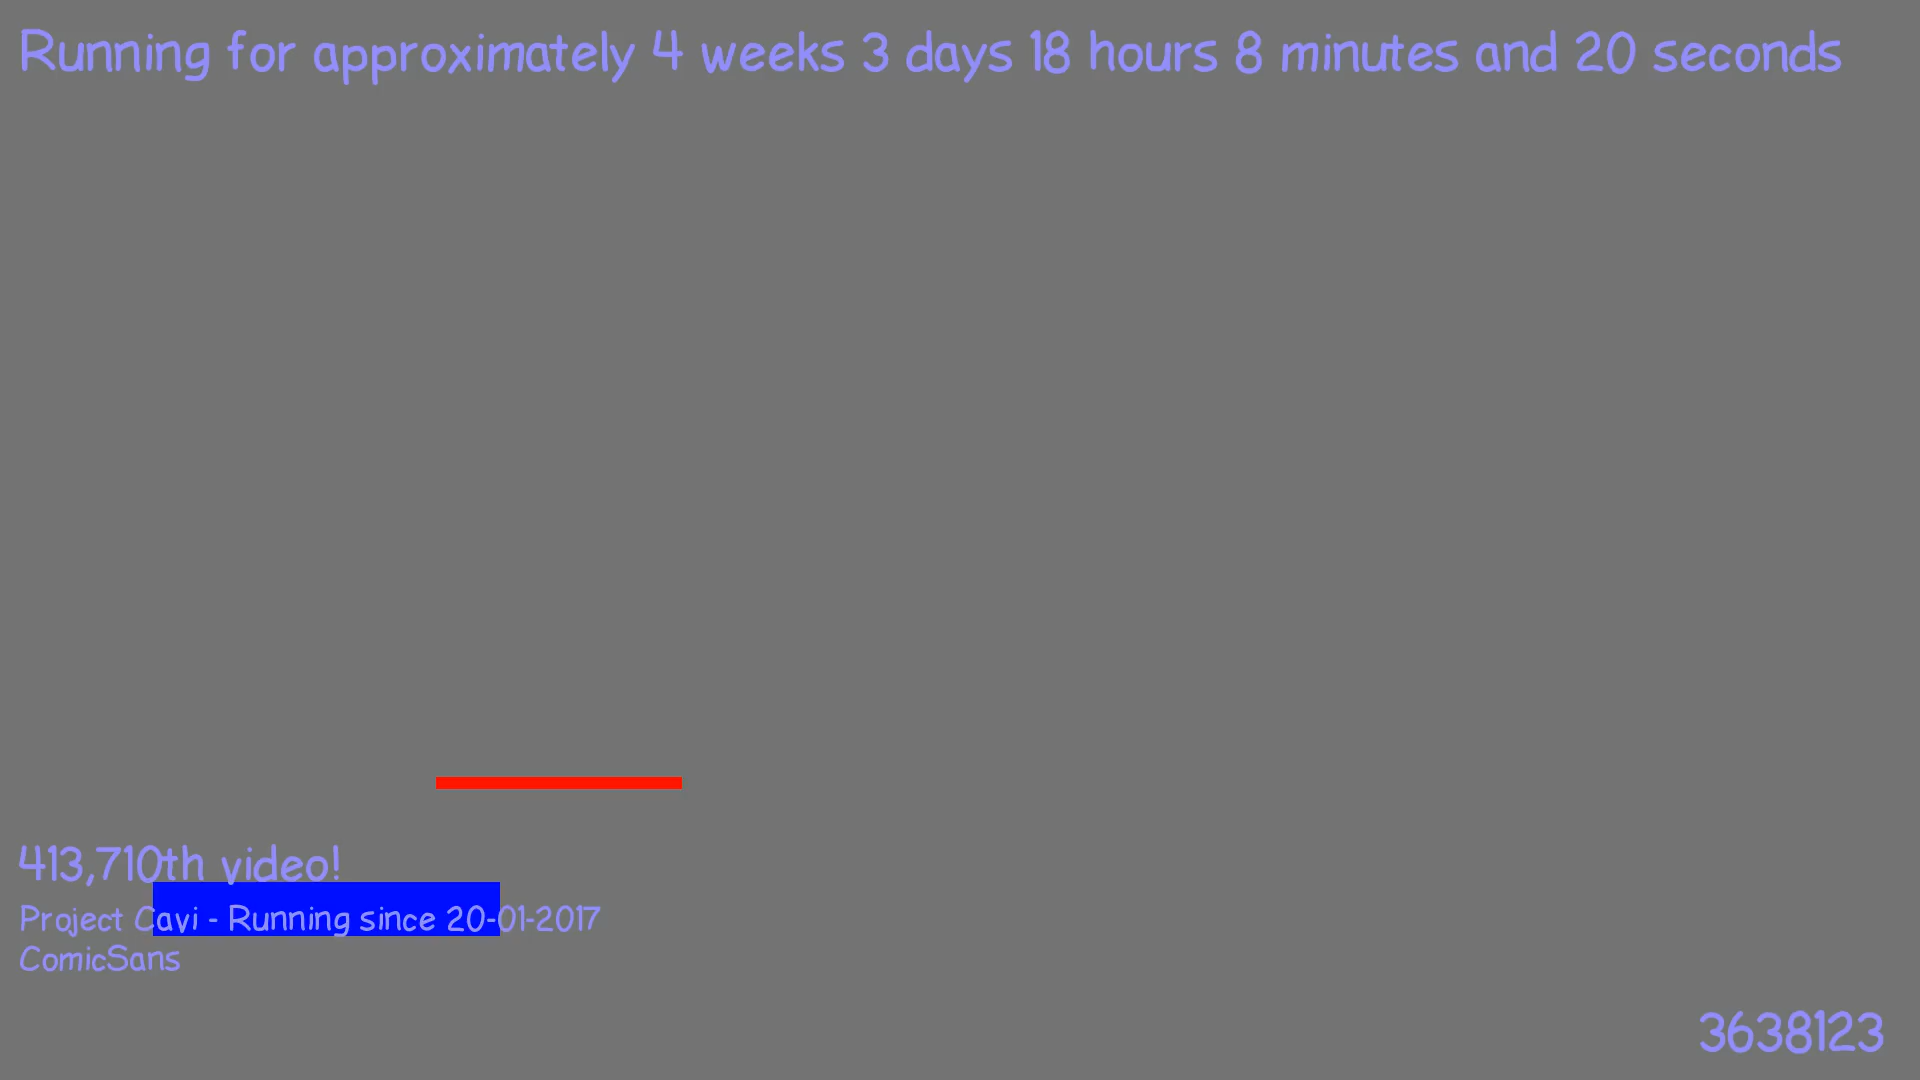 Running for approximately 4 weeks 3 days 18 hours 8 minutes and 20 seconds
413,710th video!
Project Cavi - Running since 20-01-2017
ComicSans
3638123